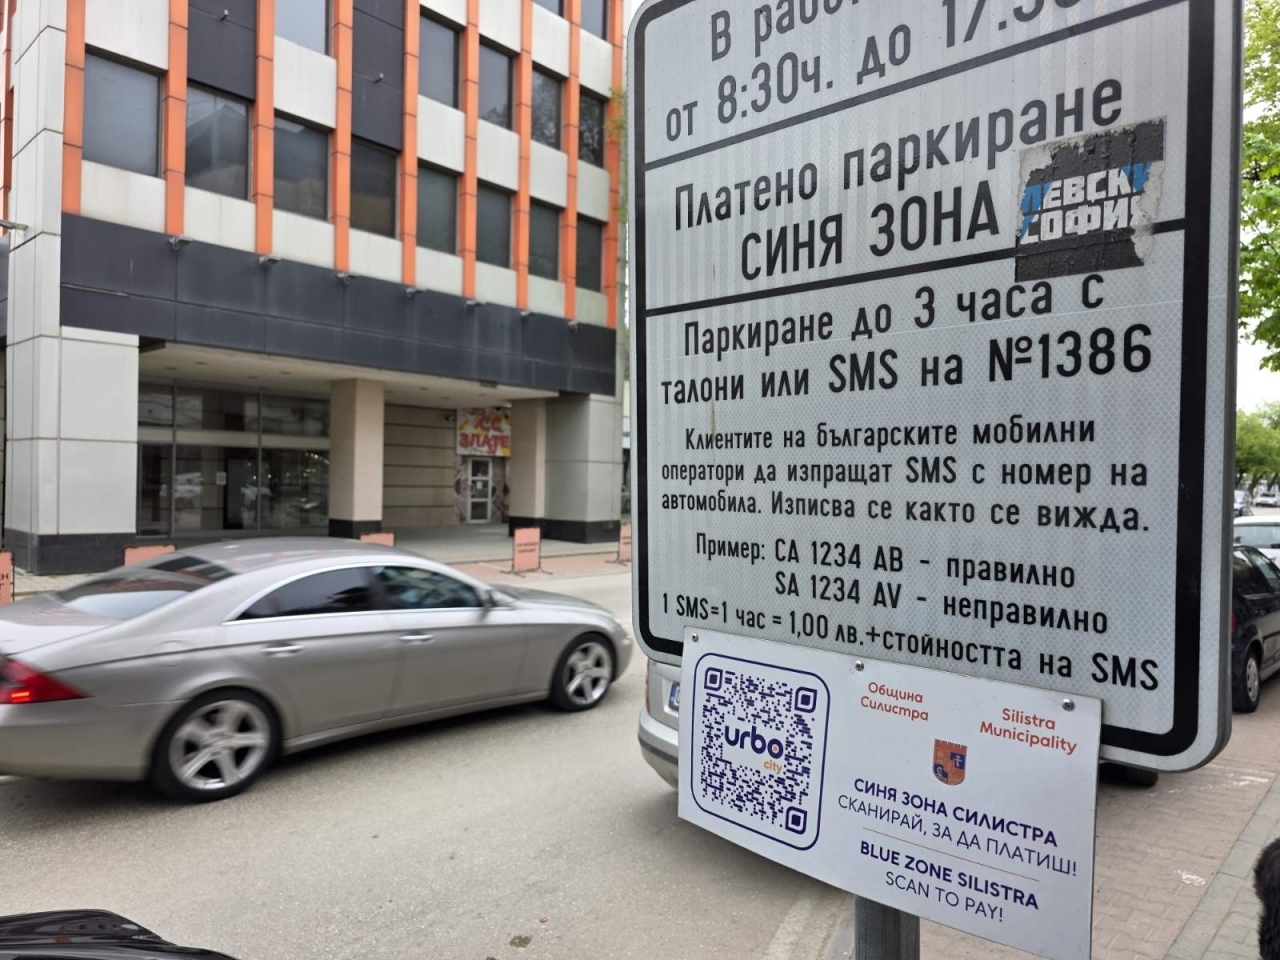 В
от 8:30ч. до 17:30
Платено паркиране
СИНЯ ЗОНА
ЛЕВСКИ
СОФИЯ
Паркиране до 3 часа с
талони или SMS на №1386
Клиентите на българските мобилни
оператори да изпращат SMS с номер на
автомобила. Изписва се както се вижда.
Пример: СА 1234 АВ - правилно
SA 1234 AV - неправилно
1 SMS=1 час = 1,00 лв.+стойността на SMS
urbo
city
Община
Силистра
Silistra
Municipality
СИНЯ ЗОНА СИЛИСТРА
СКАНИРАЙ, ЗА ДА ПЛАТИШ!
BLUE ZONE SILISTRA
SCAN TO PAY!
ЗЛАТЕ